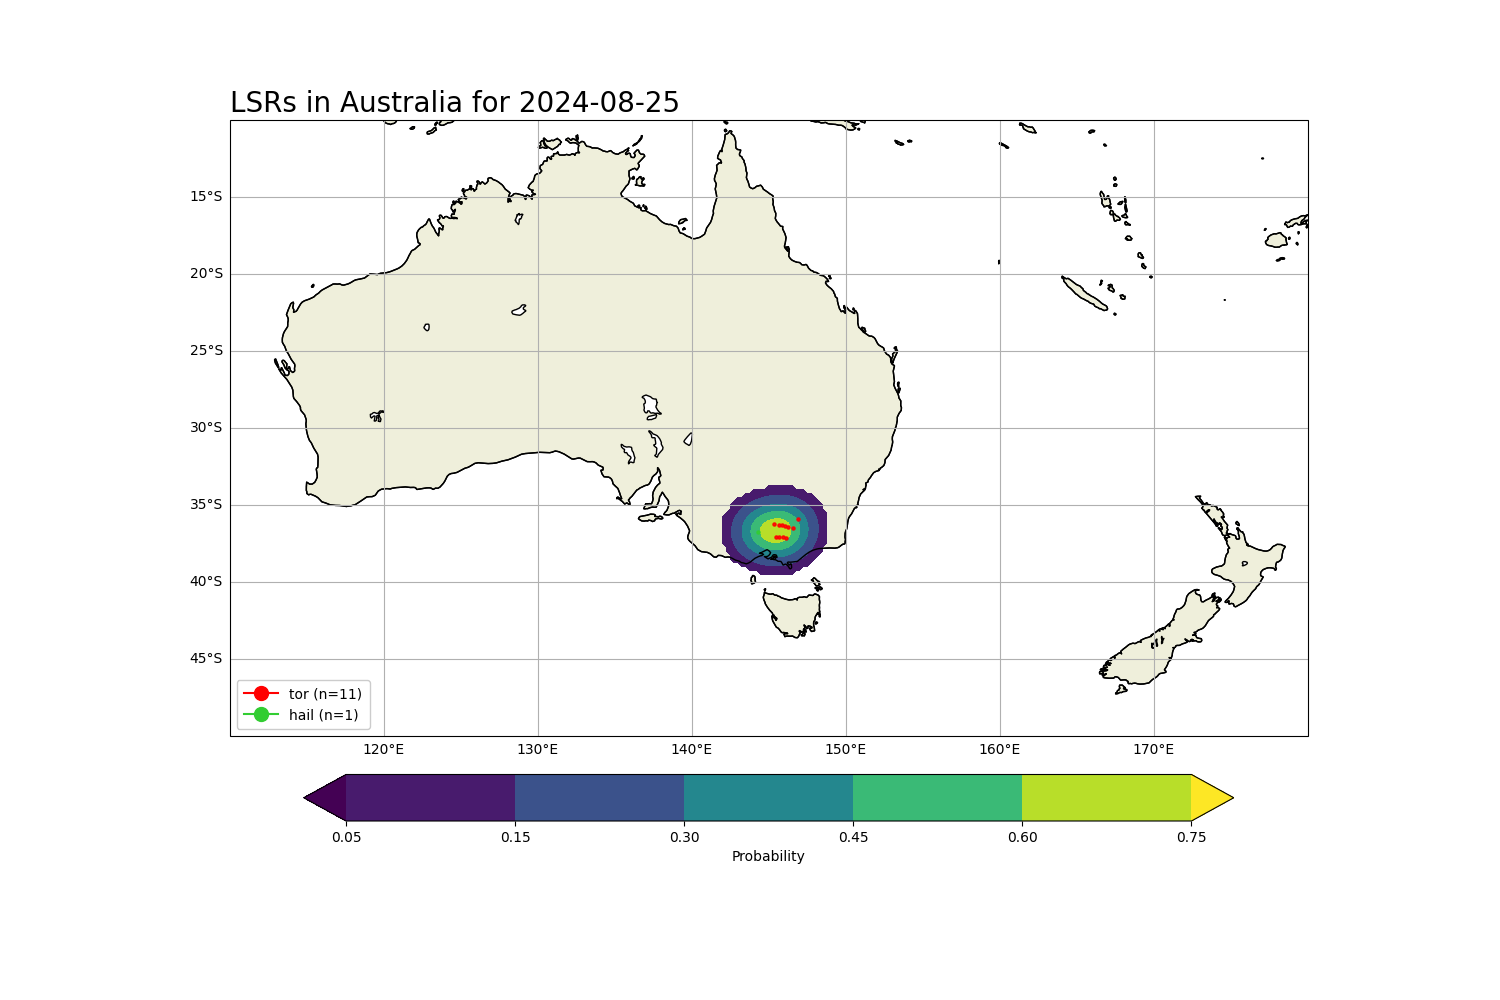 LSRs in Australia for 2024-08-25
15°S
20°S
25°S
30°S
35°S
40°S
45°S
tor (n=11)
hail (n=1)
120°E 130°E 140°E 150°E 160°E 170°E
0.05 0.15 0.30 0.45 0.60 0.75
Probability